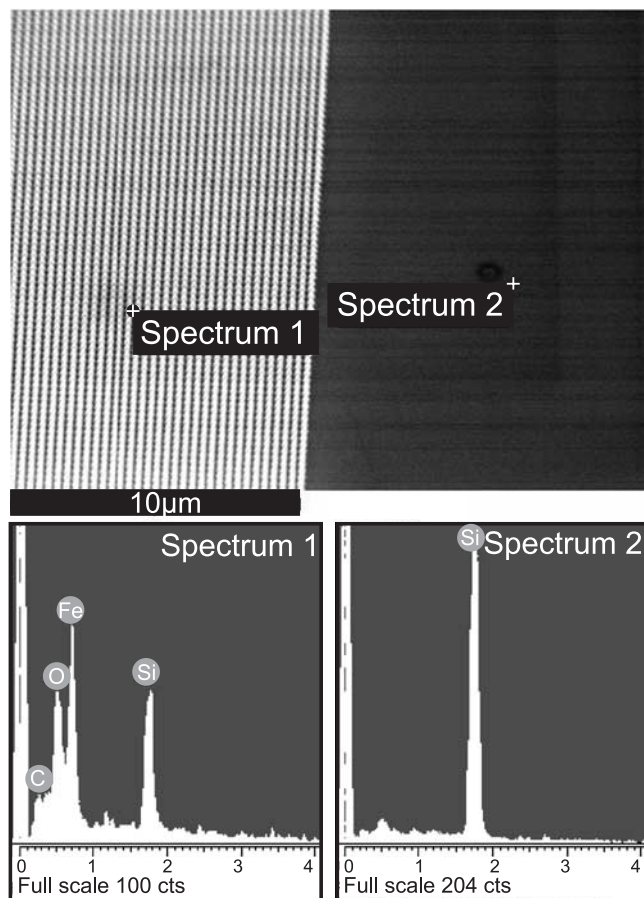 Spectrum 1
Spectrum 2
10μm
Spectrum 1
Fe
O
Si
C
0 1 2 3 4
Full scale 100 cts
Si Spectrum 2
0 1 2 3 4
Full scale 204 cts